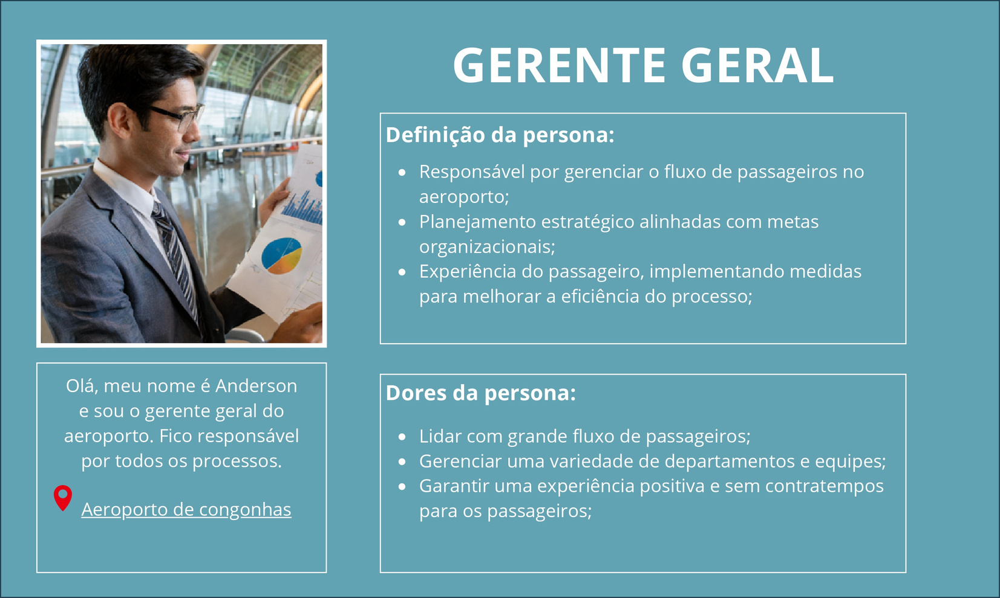 GERENTE GERAL
Definição da persona:
• Responsável por gerenciar o fluxo de passageiros no
aeroporto;
• Planejamento estratégico alinhadas com metas
organizacionais;
• Experiência do passageiro, implementando medidas
para melhorar a eficiência do processo;
Olá, meu nome é Anderson
e sou o gerente geral do
aeroporto. Fico responsável
por todos os processos.
Aeroporto de congonhas
Dores da persona:
• Lidar com grande fluxo de passageiros;
• Gerenciar uma variedade de departamentos e equipes;
• Garantir uma experiência positiva e sem contratempos
para os passageiros;